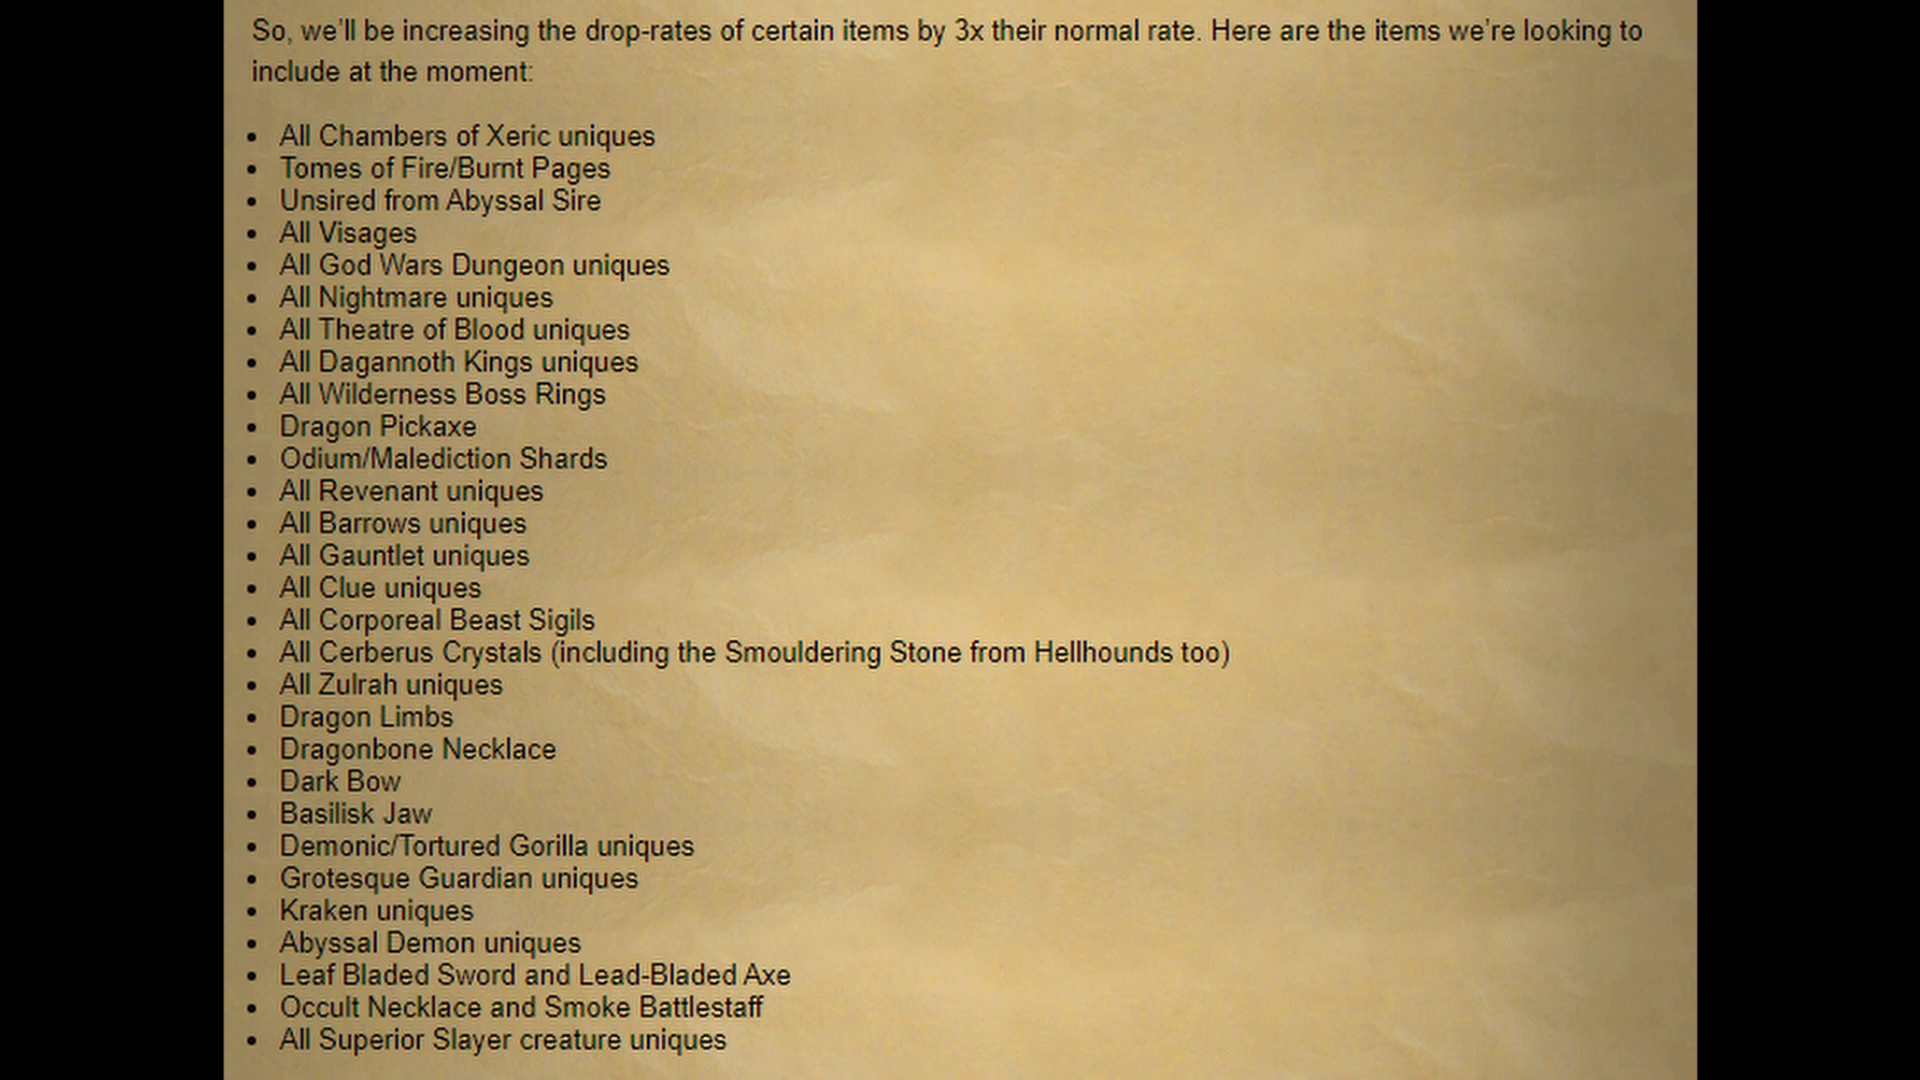 So, we'll be increasing the drop-rates of certain items by 3x their normal rate. Here are the items we're looking to
include at the moment:
• All Chambers of Xeric uniques
• Tomes of Fire/Burnt Pages
• Unsired from Abyssal Sire
• All Visages
• All God Wars Dungeon uniques
• All Nightmare uniques
• All Theatre of Blood uniques
• All Dagannoth Kings uniques
• All Wilderness Boss Rings
• Dragon Pickaxe
• Odium/Malediction Shards
• All Revenant uniques
• All Barrows uniques
• All Gauntlet uniques
• All Clue uniques
• All Corporeal Beast Sigils
• All Cerberus Crystals (including the Smouldering Stone from Hellhounds too)
• All Zulrah uniques
• Dragon Limbs
• Dragonbone Necklace
• Dark Bow
• Basilisk Jaw
• Demonic/Tortured Gorilla uniques
• Grotesque Guardian uniques
• Kraken uniques
• Abyssal Demon uniques
• Leaf Bladed Sword and Lead-Bladed Axe
• Occult Necklace and Smoke Battlestaff
• All Superior Slayer creature uniques